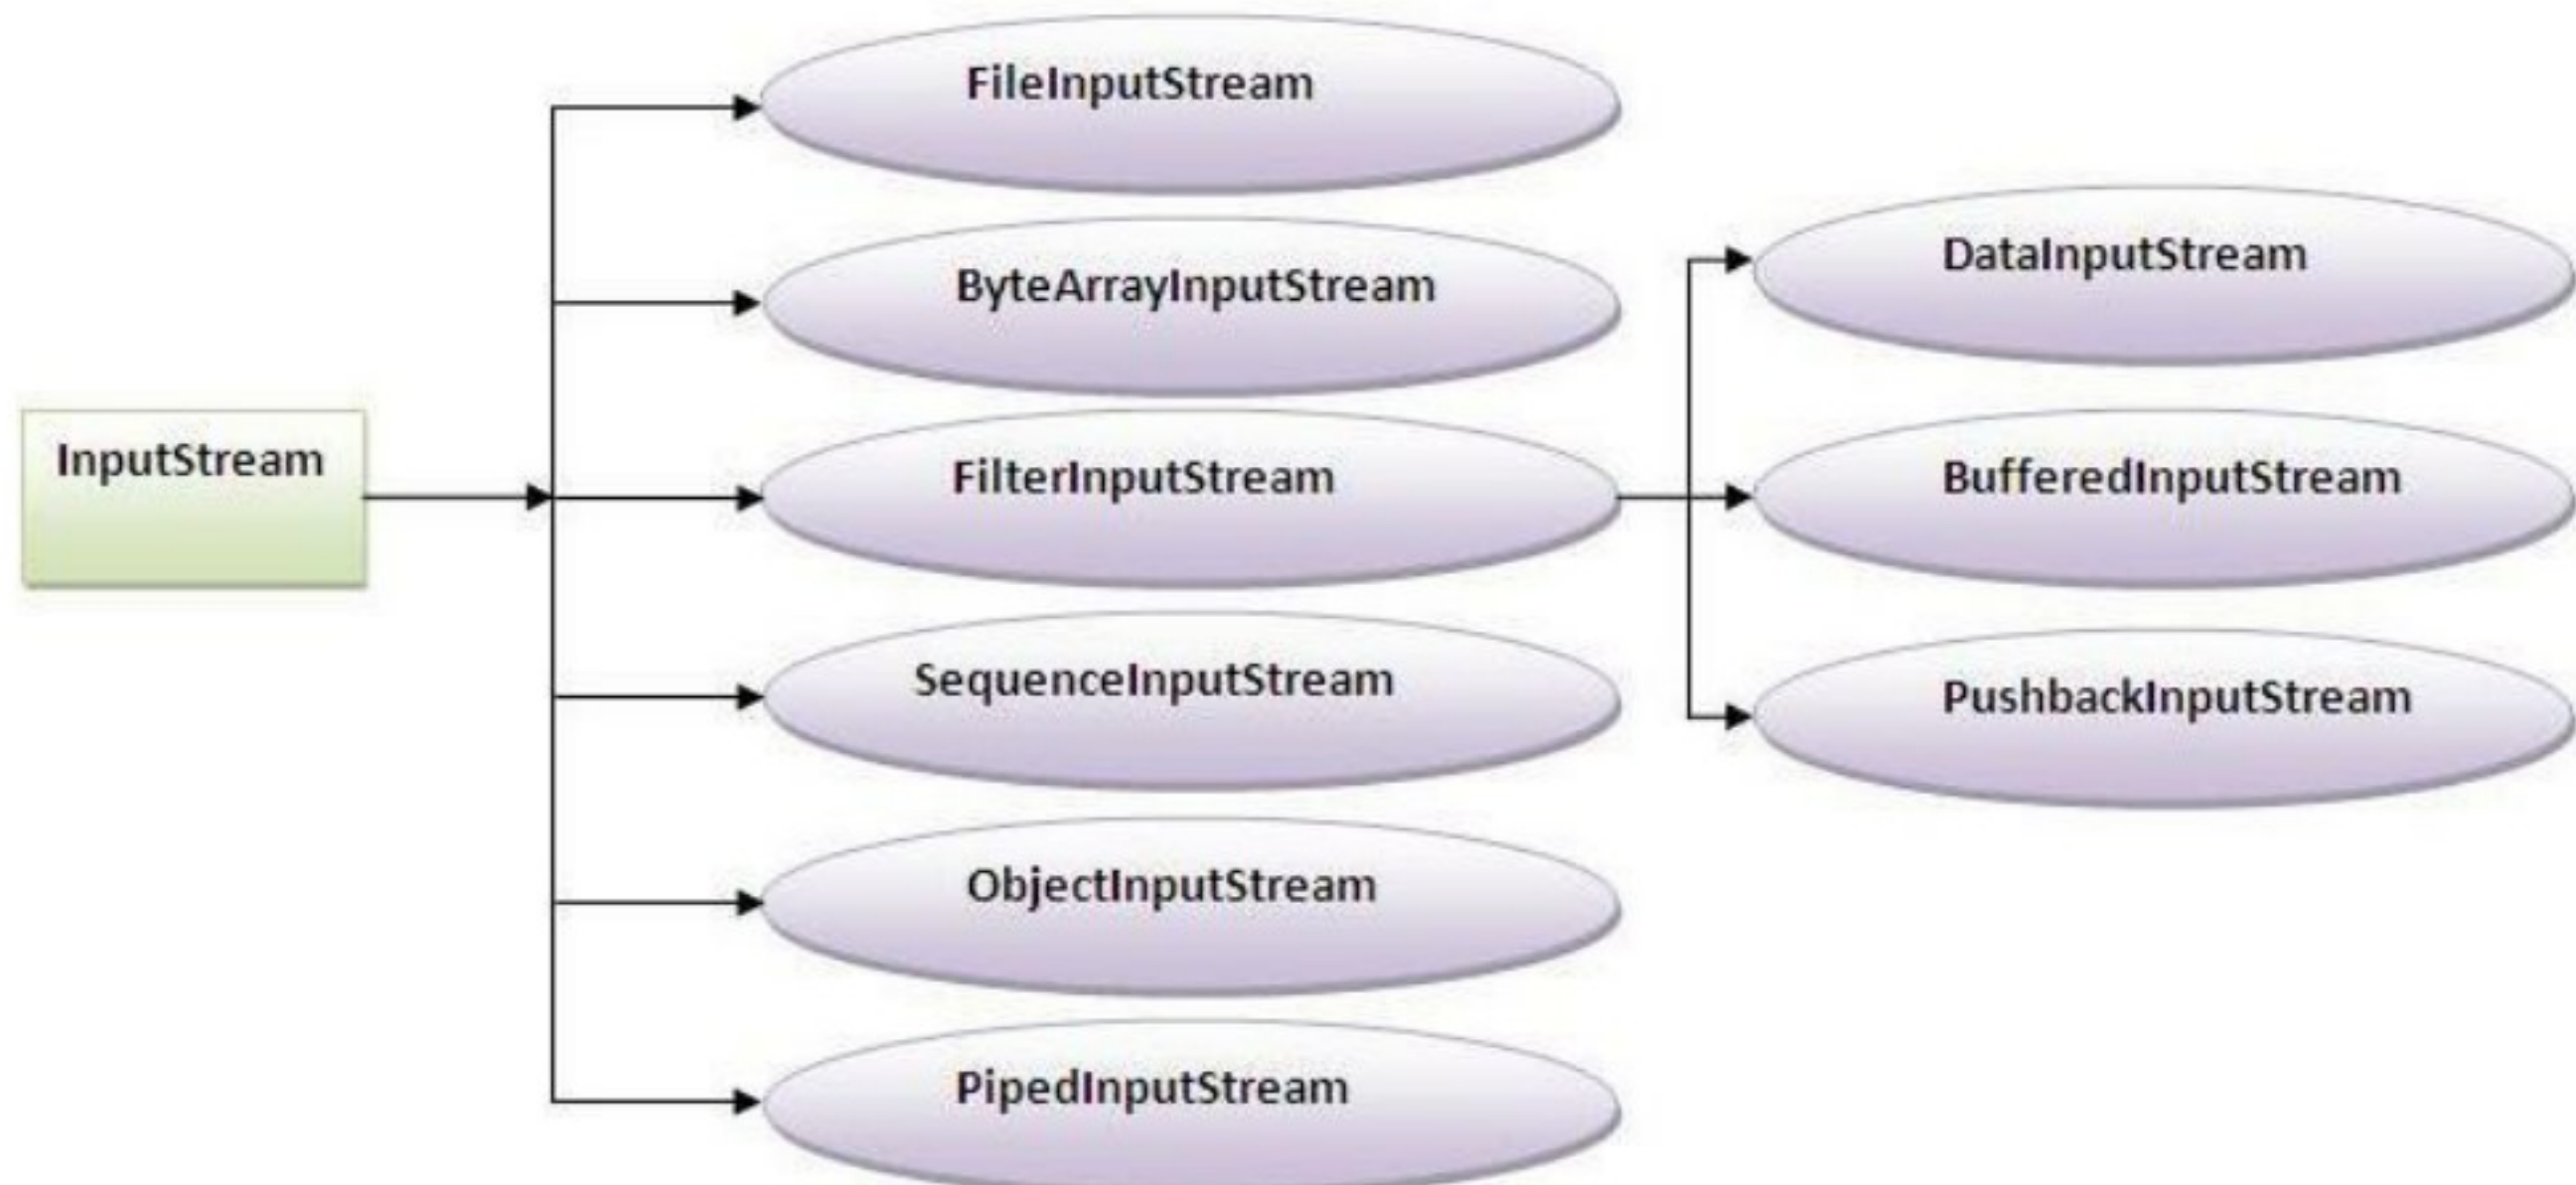 InputStream
FileInputStream
ByteArrayInputStream
FilterInputStream
SequenceInputStream
ObjectInputStream
PipedInputStream
DataInputStream
BufferedInputStream
PushbackInputStream